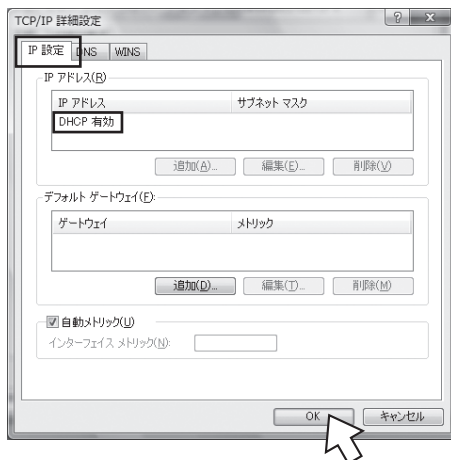 TCP/IP 詳細設定
IP 設定 DNS WINS
IP アドレス(R)
IP アドレス サブネット マスク
DHCP 有効
追加(A)... 編集(E)... 削除(V)
デフォルト ゲートウェイ(F):
ゲートウェイ メトリック
追加(D)... 編集(T)... 削除(M)
自動メトリック(U)
インターフェイス メトリック(N):
OK キャンセル